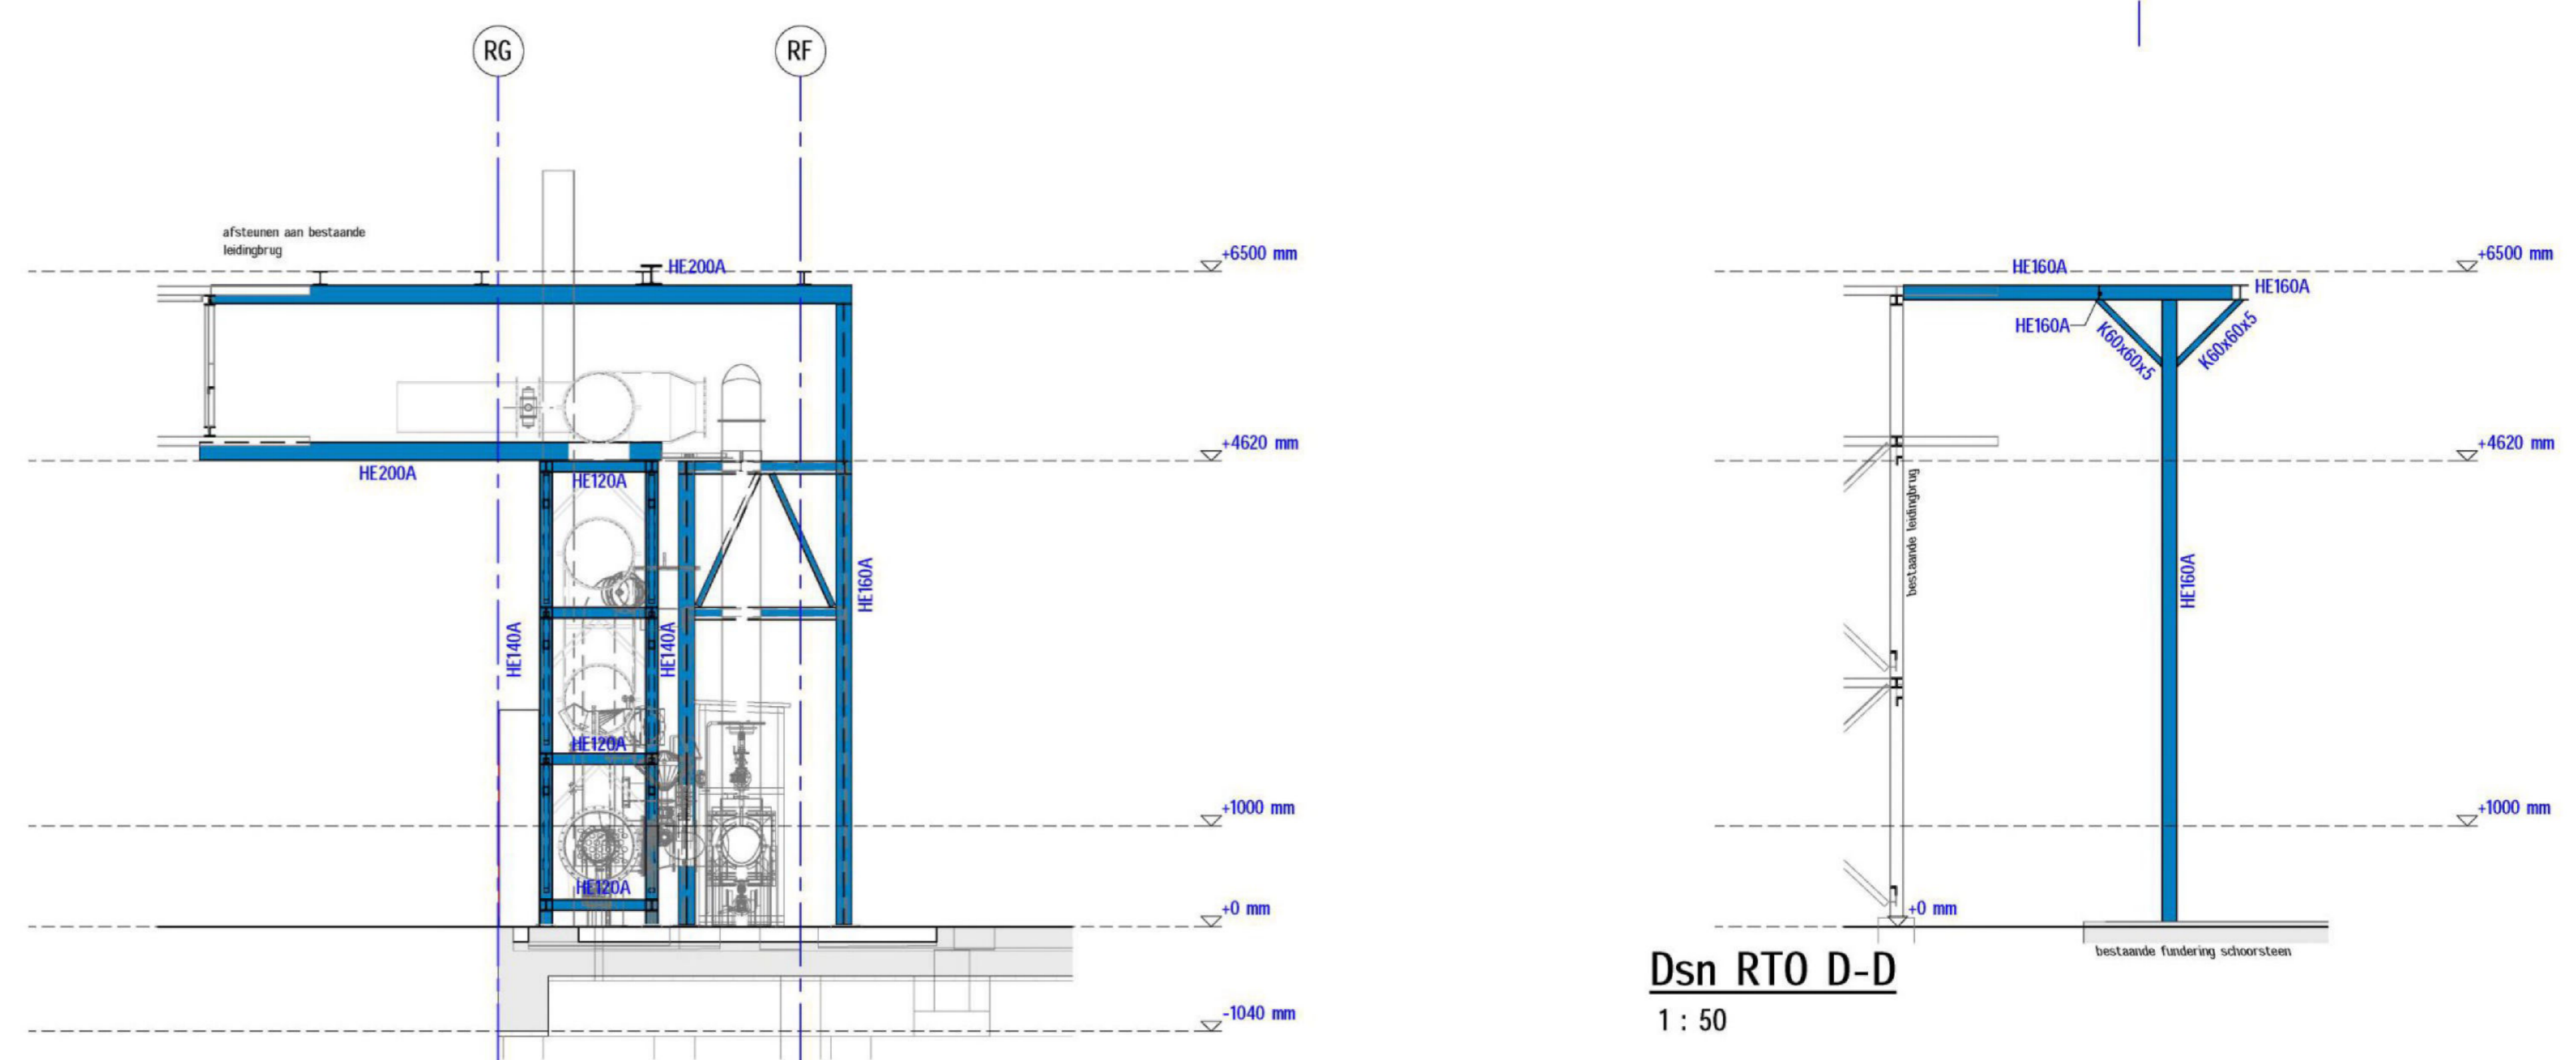 RG
RF
afsteunen aan bestaande
leidingbrug
HE200A
+6500 mm
+4620 mm
HE200A
HE120A
HE160A
HE140A
HE140A
HE120A
+1000 mm
HE120A
+0 mm
-1040 mm
HE160A
+6500 mm
HE160A
HE160A
K60x60x5
K60x60x5
+4620 mm
bestaande leidingbrug
HE160A
+1000 mm
+0 mm
bestaande fundering schoorsteen
Dsn RTO D-D
1 : 50